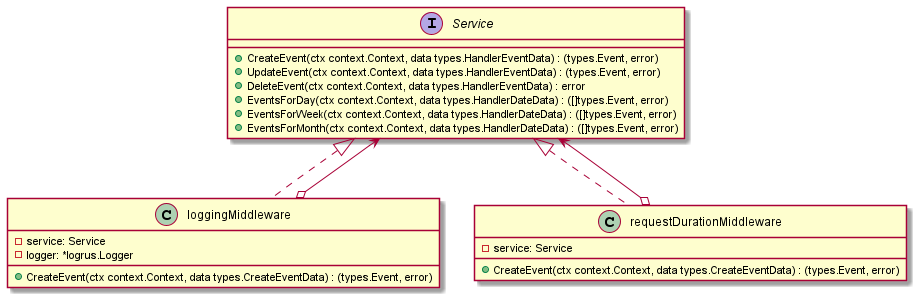 I Service
CreateEvent(ctx context.Context, data types.HandlerEventData) : (types.Event, error)
UpdateEvent(ctx context.Context, data types.HandlerEventData) : (types.Event, error)
DeleteEvent(ctx context.Context, data types.HandlerEventData) : error
EventsForDay(ctx context.Context, data types.HandlerDateData) : ([]types.Event, error)
EventsForWeek(ctx context.Context, data types.HandlerDateData) : ([]types.Event, error)
EventsForMonth(ctx context.Context, data types.HandlerDateData) : ([]types.Event, error)
C loggingMiddleware
service: Service
logger: *logrus.Logger
CreateEvent(ctx context.Context, data types.CreateEventData) : (types.Event, error)
C requestDurationMiddleware
service: Service
CreateEvent(ctx context.Context, data types.CreateEventData) : (types.Event, error)